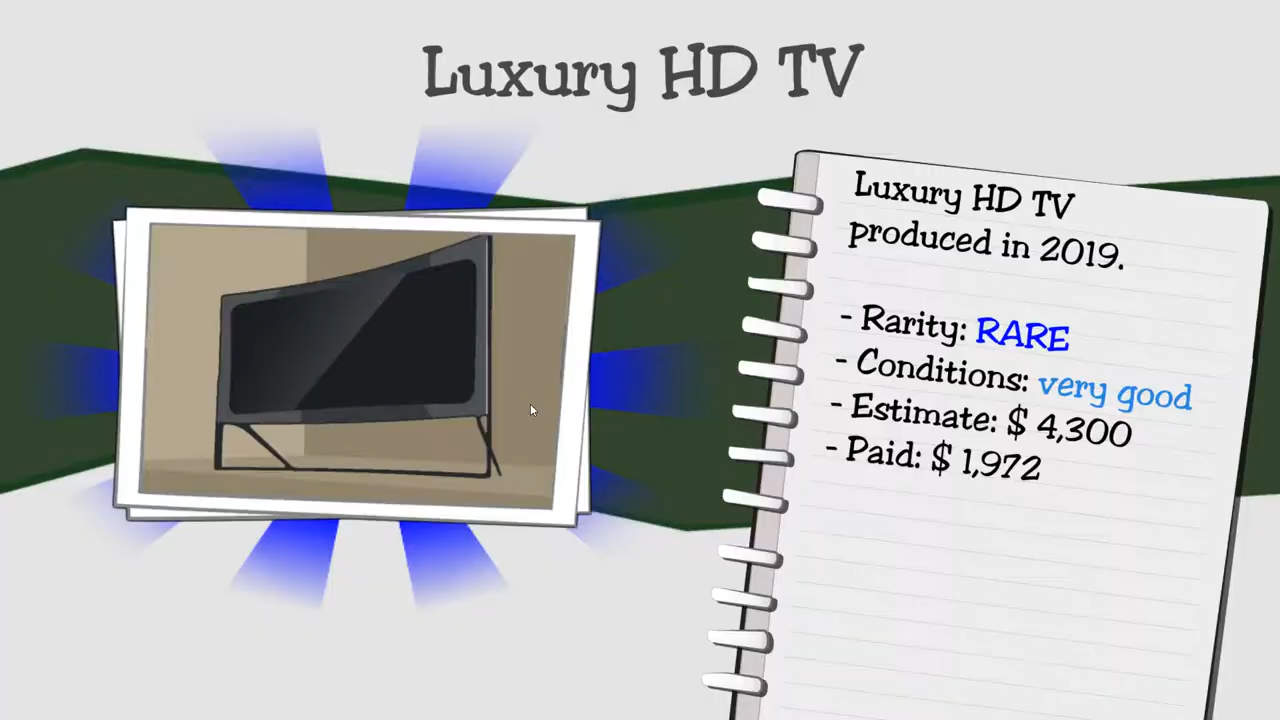 Luxury HD TV
Luxury HD TV
produced in 2019.
- Rarity: RARE
- Conditions: very good
- Estimate: $ 4,300
- Paid: $ 1,972